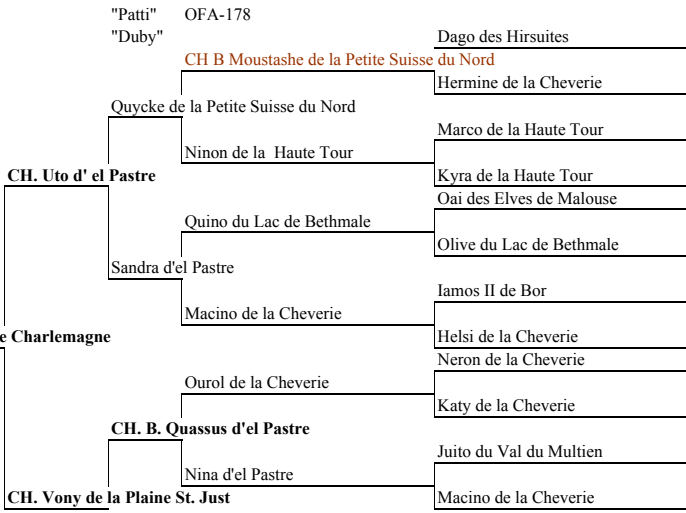 "Patti" OFA-178
"Duby"
Dago des Hirsuites
CH B Moustashe de la Petite Suisse du Nord
Hermine de la Cheverie
Quycke de la Petite Suisse du Nord
Marco de la Haute Tour
Ninon de la Haute Tour
CH. Uto d' el Pastre
Kyra de la Haute Tour
Oai des Elves de Malouse
Quino du Lac de Bethmale
Olive du Lac de Bethmale
Sandra d'el Pastre
Iamos II de Bor
Macino de la Cheverie
e Charlemagne
Helsi de la Cheverie
Neron de la Cheverie
Ourol de la Cheverie
Katy de la Cheverie
CH. B. Quassus d'el Pastre
Juito du Val du Multien
Nina d'el Pastre
CH. Vony de la Plaine St. Just
Macino de la Cheverie